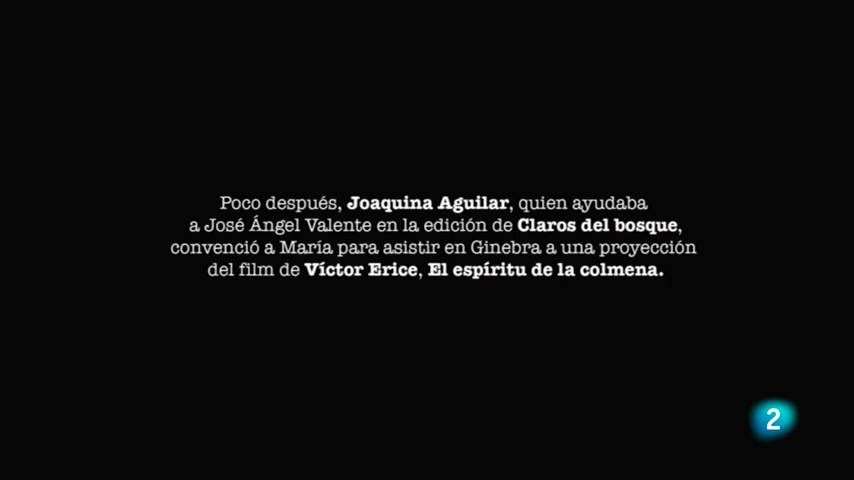 Poco después, Joaquina Aguilar, quien ayudaba
a José Ángel Valente en la edición de Claros del bosque,
convenció a María para asistir en Ginebra a una proyección
del film de Víctor Erice, El espíritu de la colmena.
2